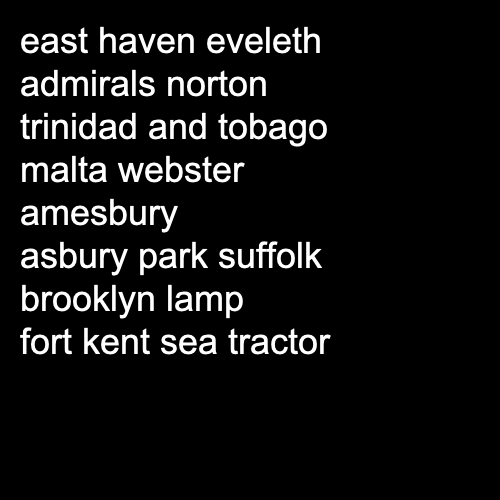 east haven eveleth
admirals norton
trinidad and tobago
malta webster
amesbury
asbury park suffolk
brooklyn lamp
fort kent sea tractor